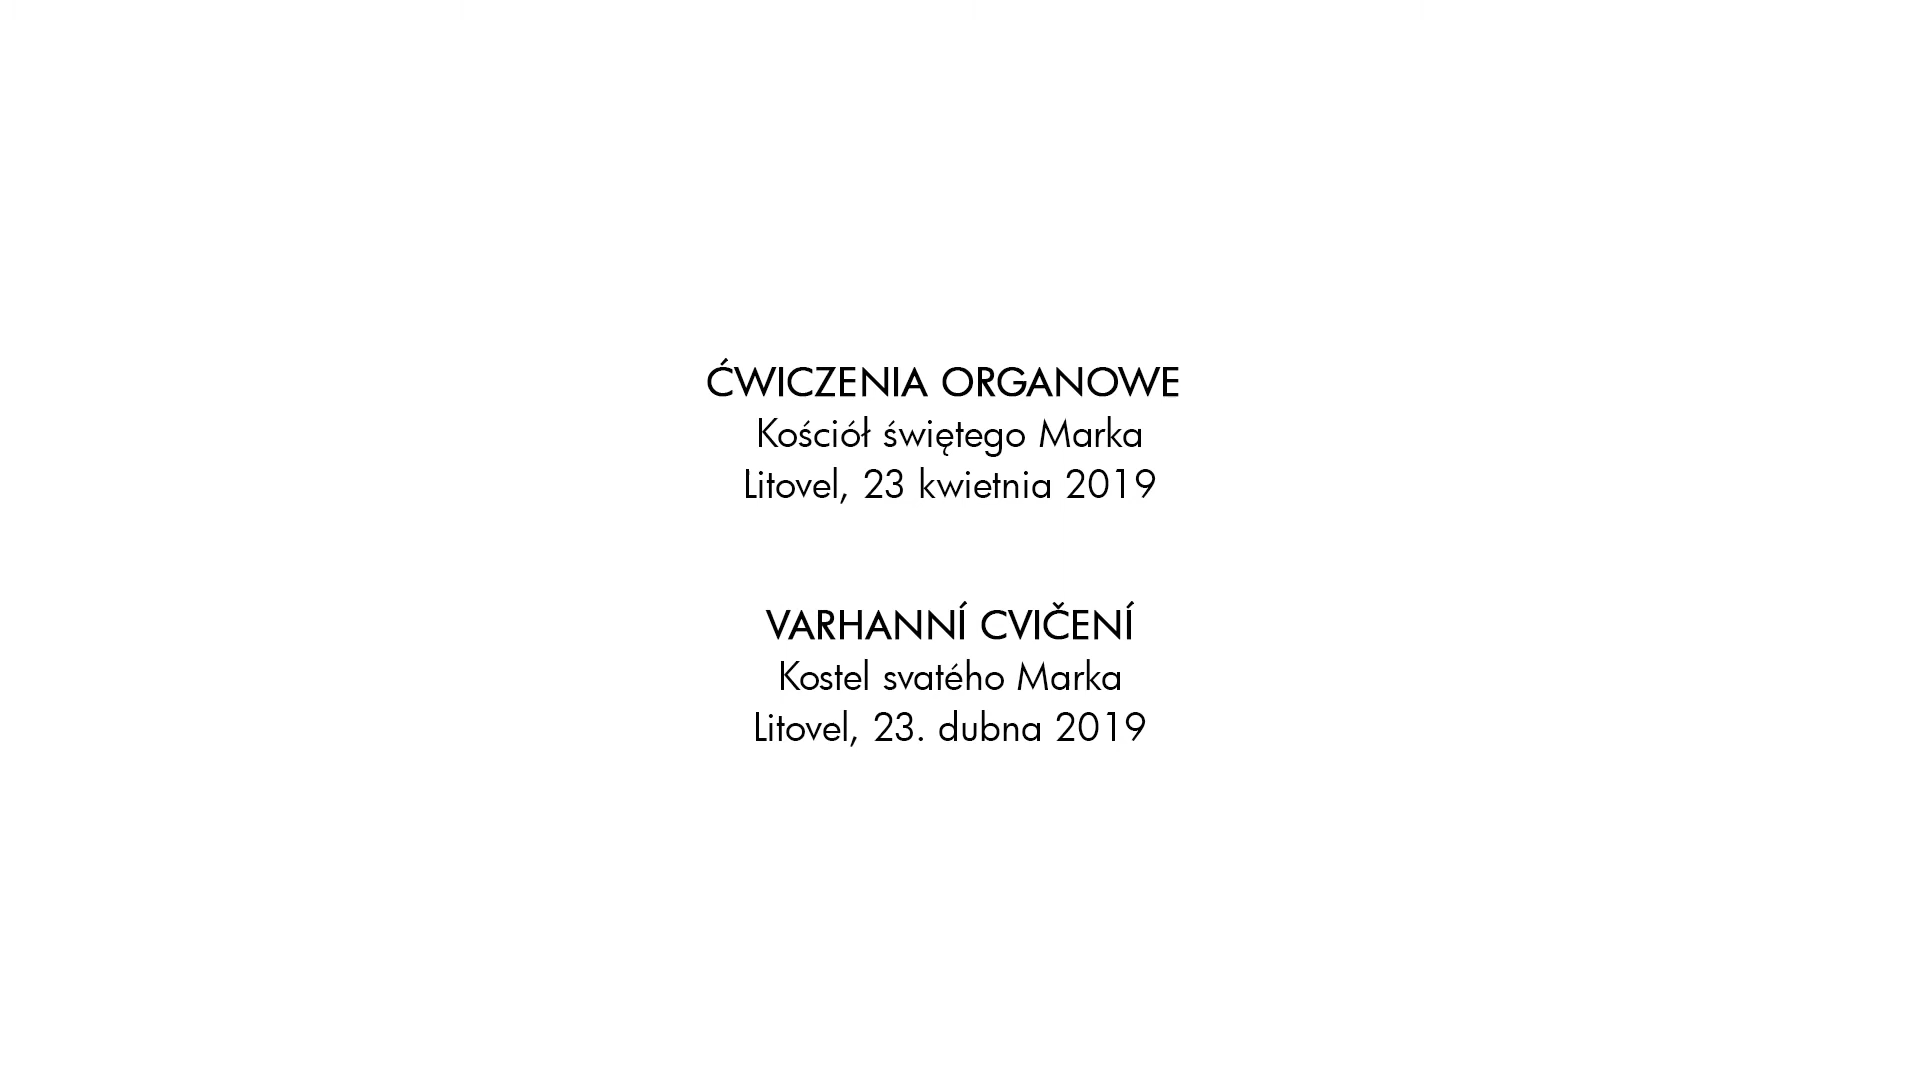 ĆWICZENIA ORGANOWE
Kościół świętego Marka
Litovel, 23 kwietnia 2019
VARHANNÍ CVIČENÍ
Kostel svatého Marka
Litovel, 23. dubna 2019